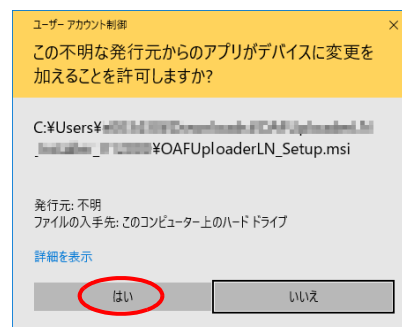 ユーザー アカウント制御
この不明な発行元からのアプリがデバイスに変更を
加えることを許可しますか?
C:¥Users¥
¥OAFUploaderLN_Setup.msi
発行元: 不明
ファイルの入手先: このコンピューター上のハード ドライブ
詳細を表示
はい
いいえ